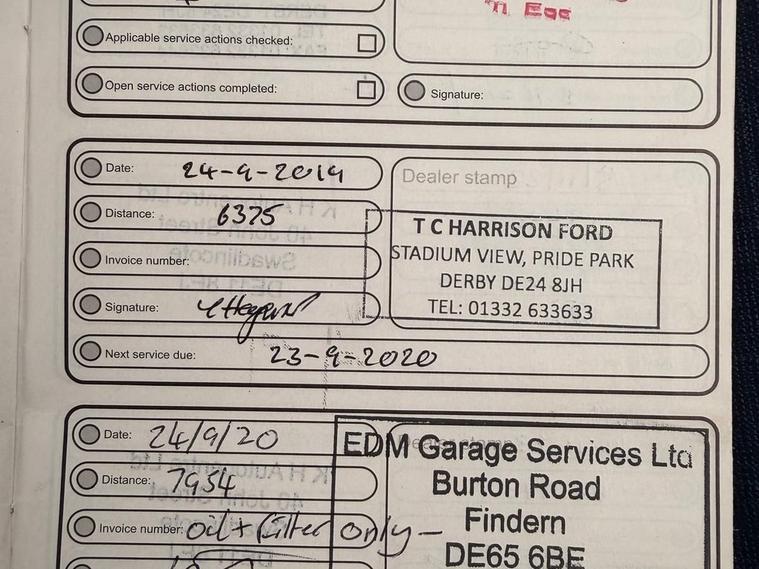 Applicable service actions checked:
Open service actions completed:
Signature:
Date: 24-9-2019
Dealer stamp
Distance: 6375
T C HARRISON FORD
Invoice number:
STADIUM VIEW, PRIDE PARK
DERBY DE24 8JH
Signature:
TEL: 01332 633633
Next service due: 23-9-2020
Date: 24/9/20
EDM Garage Services Ltd
Dealer stamp
Distance: 7934
Burton Road
Invoice number: oil + filter only -
Findern
DE65 6BE